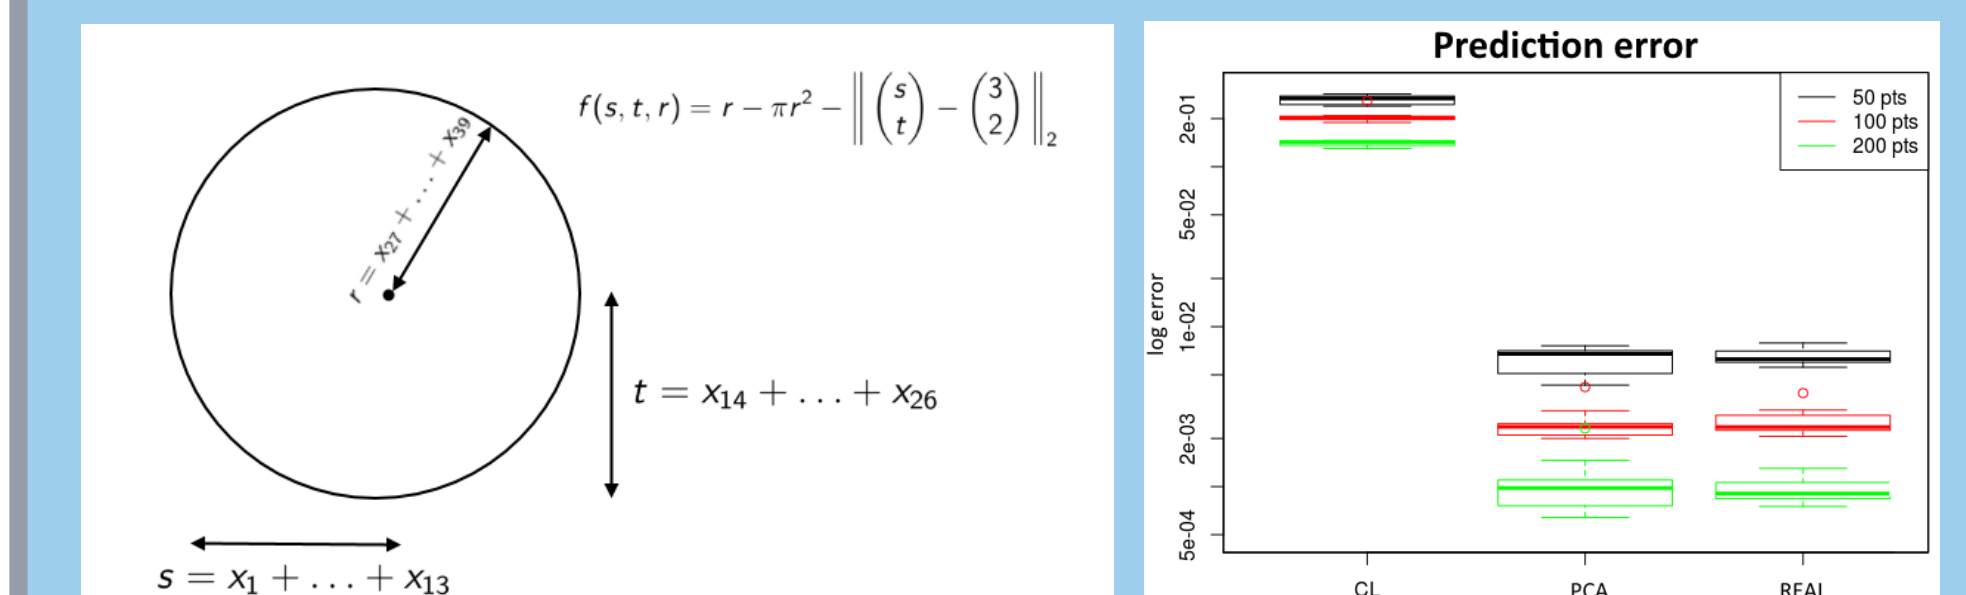 f(s, t, r) = r − πr² − ‖ (s t) − (3 2) ‖₂
r = x₂₇ + . . . + x₃₉
t = x₁₄ + . . . + x₂₆
s = x₁ + . . . + x₁₃
Prediction error
50 pts
100 pts
200 pts
log error
2e-01
5e-02
1e-02
2e-03
5e-04
CL
PCA
REAL